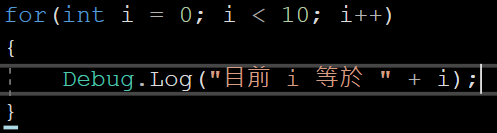 for(int i = 0; i < 10; i++)
{
    Debug.Log("目前 i 等於 " + i);
}